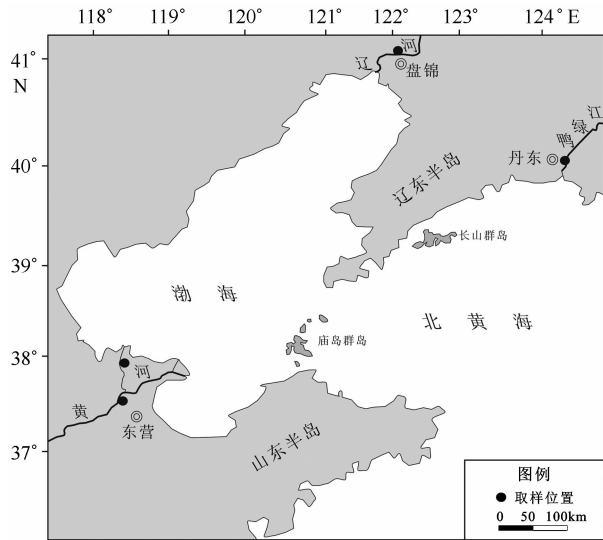 118° 119° 120° 121° 122° 123° 124° E
41°
N
40°
39°
38°
37°
辽 河
盘锦
鸭 绿 江
丹东
辽东半岛
长山群岛
渤 海
北 黄 海
庙岛群岛
黄 河
东营
山东半岛
图例
取样位置
0 50 100km